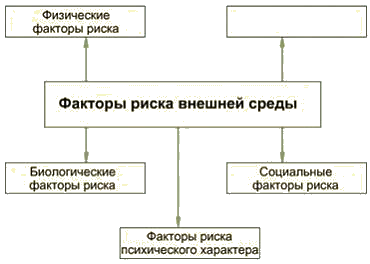 Физические
факторы риска
Факторы риска внешней среды
Биологические
факторы риска
Социальные
факторы риска
Факторы риска
психического характера